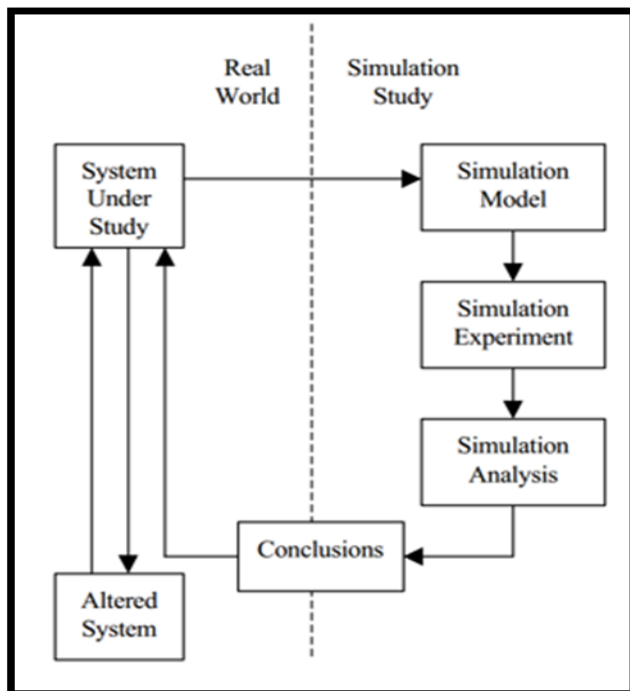 Real
World
Simulation
Study
System
Under
Study
Simulation
Model
Simulation
Experiment
Simulation
Analysis
Conclusions
Altered
System